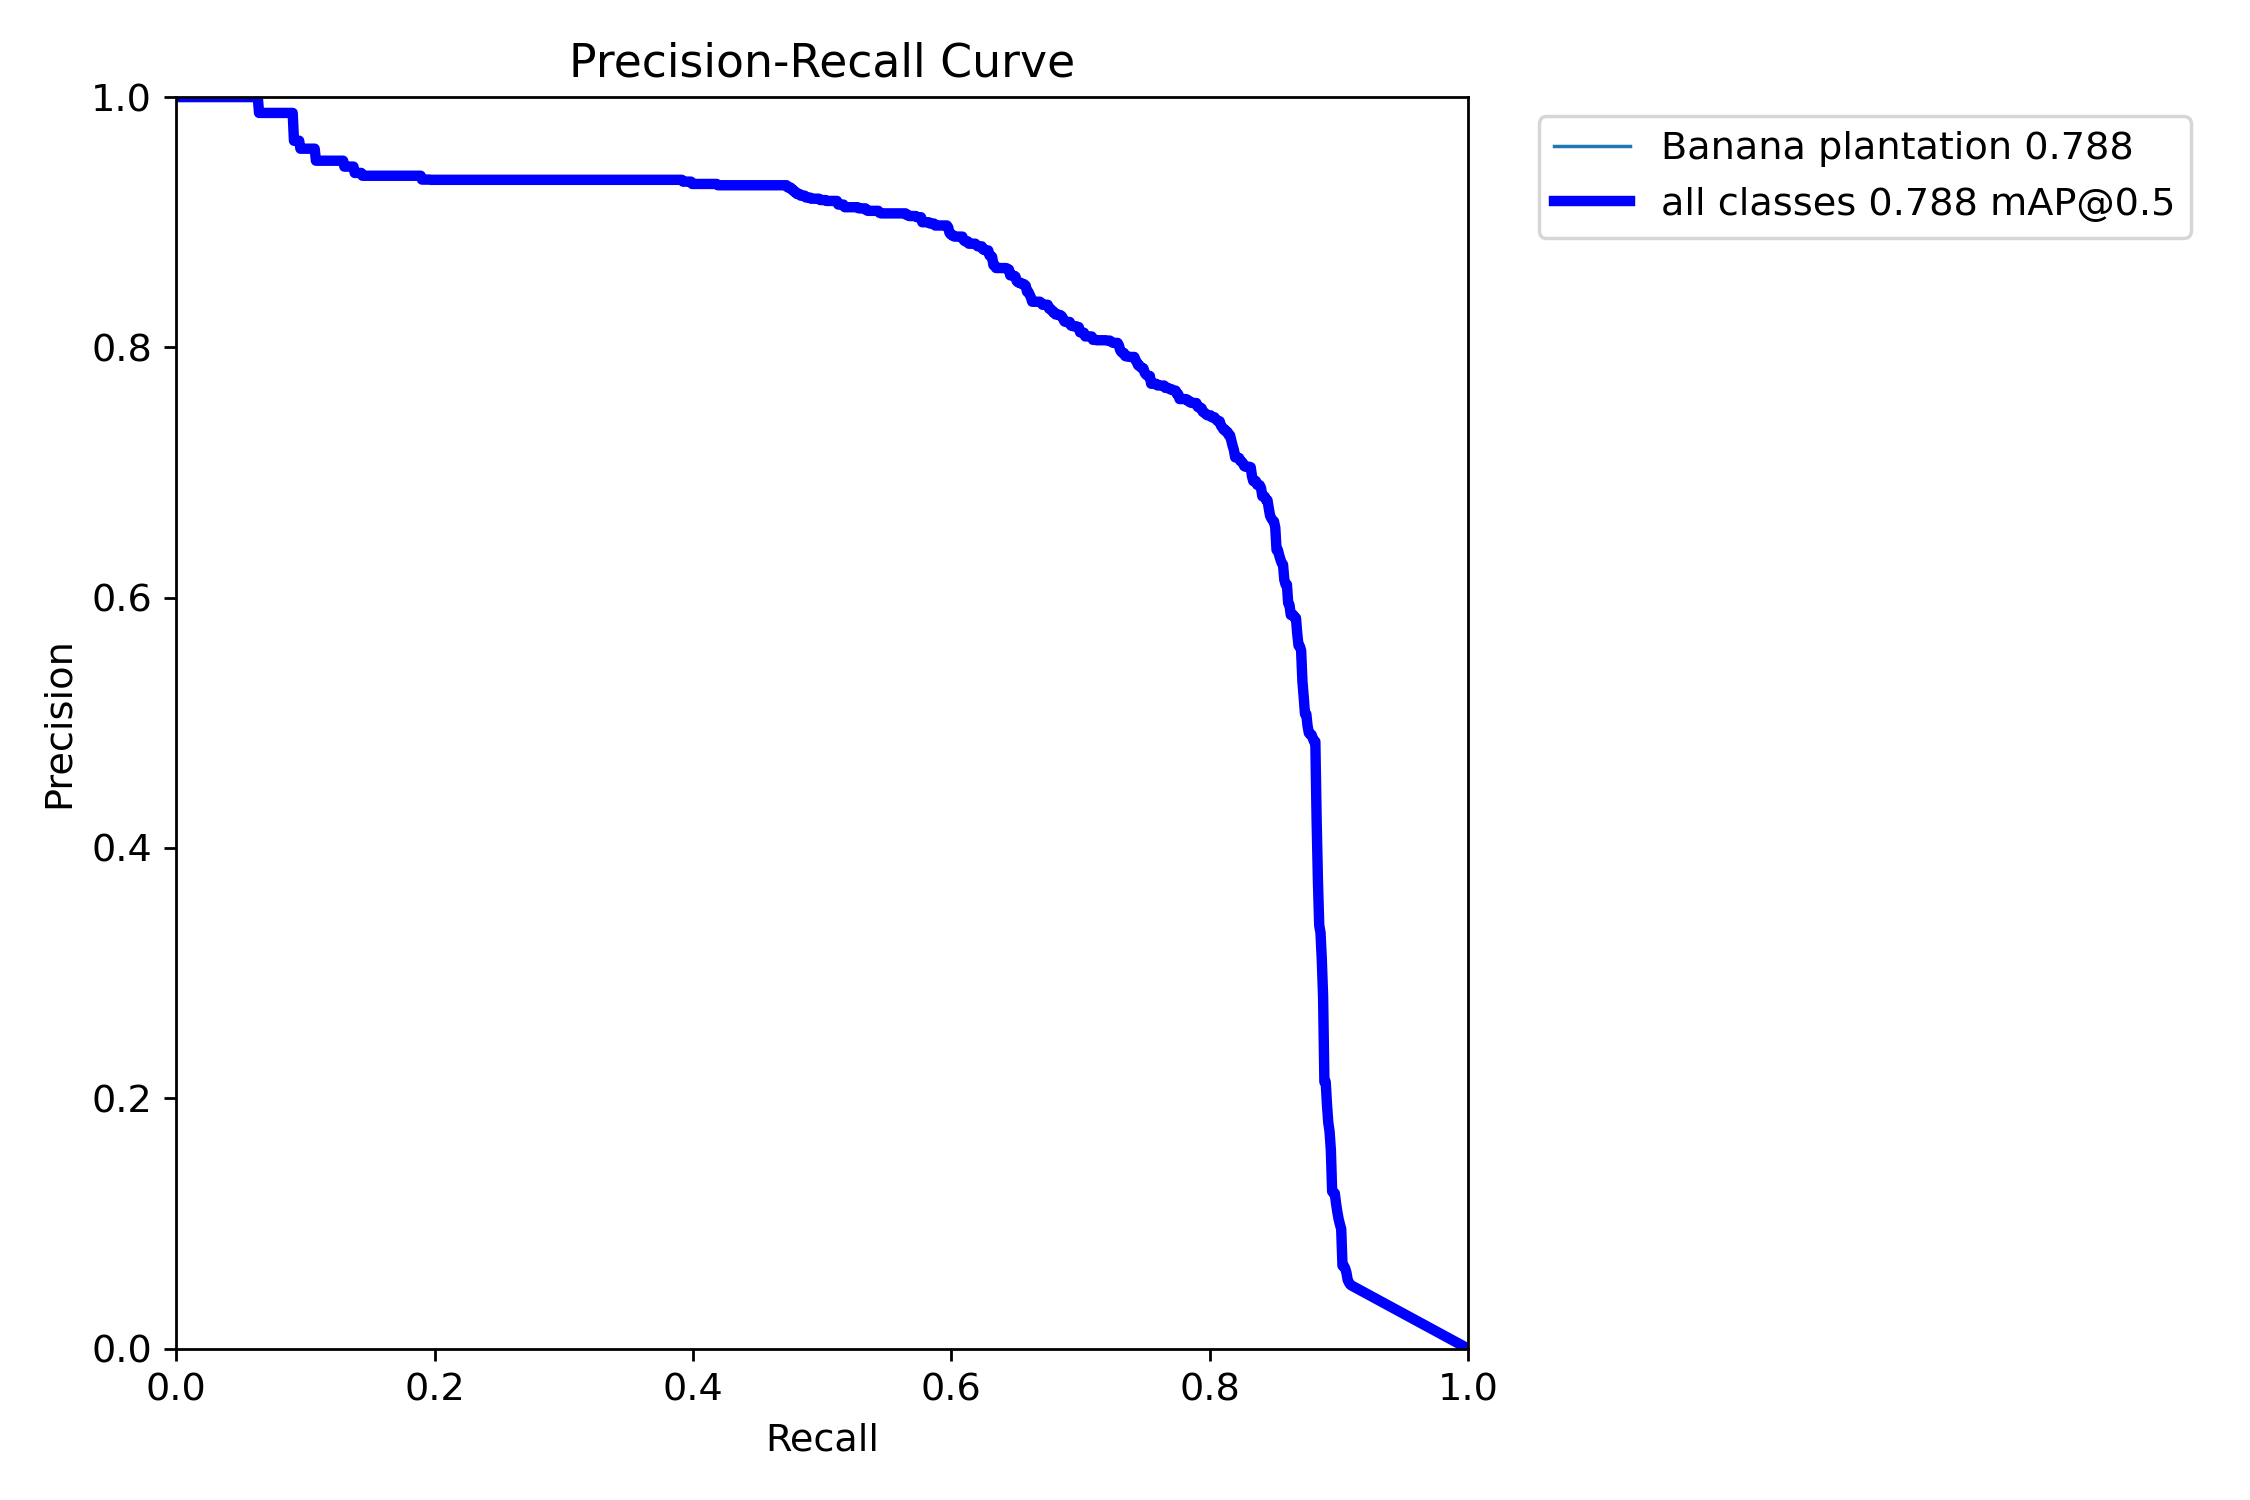 Precision-Recall Curve
Banana plantation 0.788
all classes 0.788 mAP@0.5
1.0
0.8
0.6
0.4
0.2
0.0
Precision
0.0 0.2 0.4 0.6 0.8 1.0
Recall